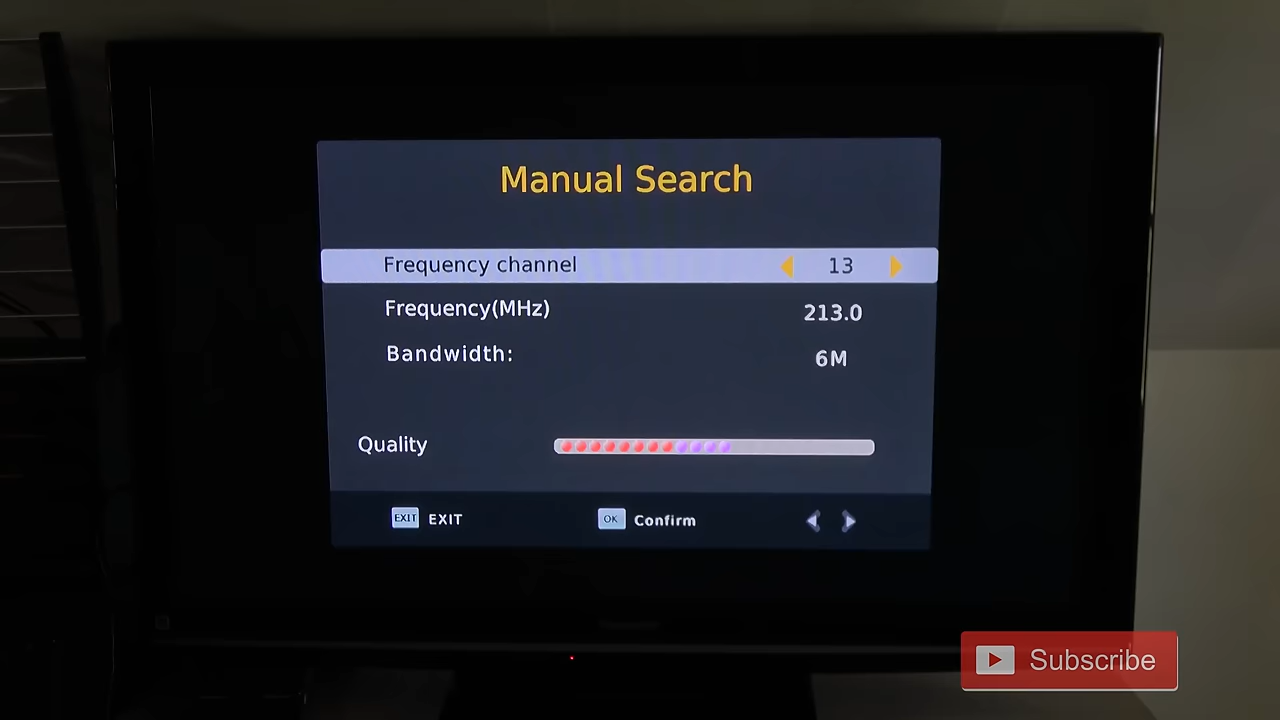 Manual Search
Frequency channel 13
Frequency(MHz) 213.0
Bandwidth: 6M
Quality
EXIT EXIT OK Confirm
Subscribe